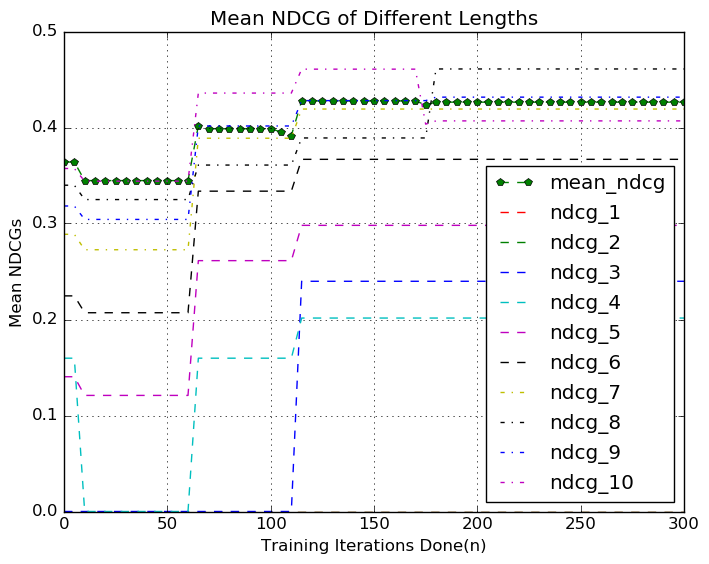 Mean NDCG of Different Lengths
0.5
0.4
0.3
0.2
0.1
0.0
Mean NDCGs
mean_ndcg
ndcg_1
ndcg_2
ndcg_3
ndcg_4
ndcg_5
ndcg_6
ndcg_7
ndcg_8
ndcg_9
ndcg_10
0 50 100 150 200 250 300
Training Iterations Done(n)